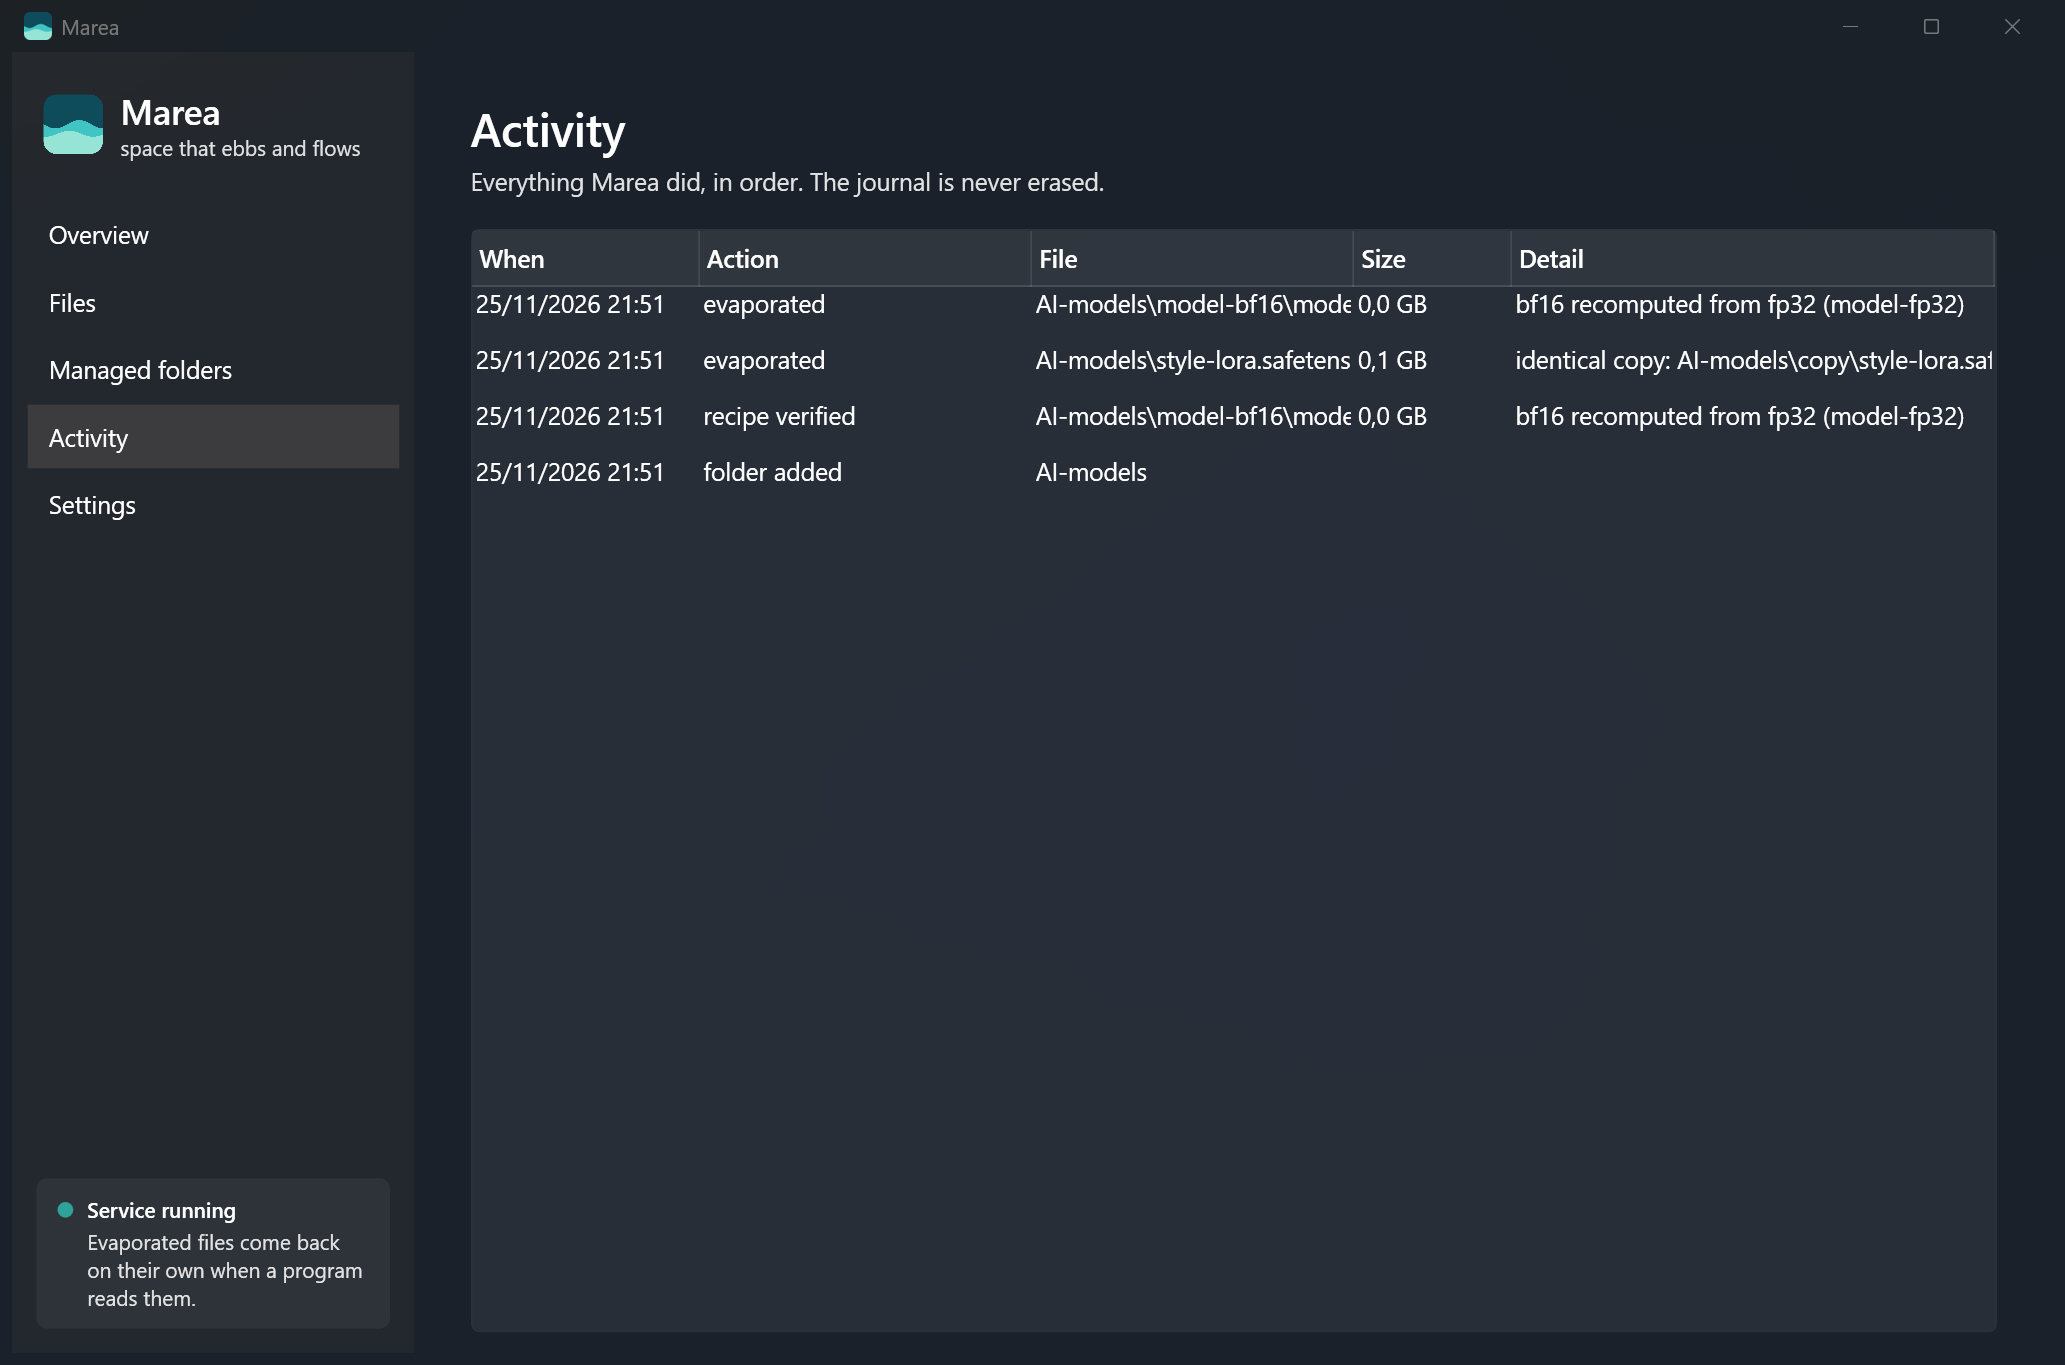 Marea
Marea
space that ebbs and flows
Overview
Files
Managed folders
Activity
Settings
Service running
Evaporated files come back
on their own when a program
reads them.
Activity
Everything Marea did, in order. The journal is never erased.
When Action File Size Detail
25/11/2026 21:51 evaporated AI-models\model-bf16\mode 0,0 GB bf16 recomputed from fp32 (model-fp32)
25/11/2026 21:51 evaporated AI-models\style-lora.safetens 0,1 GB identical copy: AI-models\copy\style-lora.saf
25/11/2026 21:51 recipe verified AI-models\model-bf16\mode 0,0 GB bf16 recomputed from fp32 (model-fp32)
25/11/2026 21:51 folder added AI-models